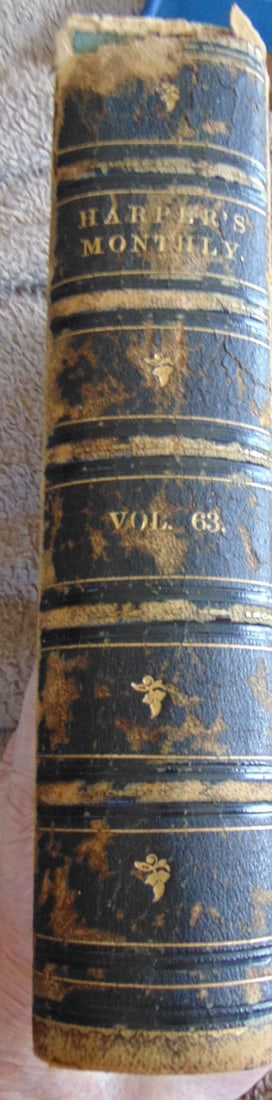 HARPER'S
MONTHLY.
VOL. 63.